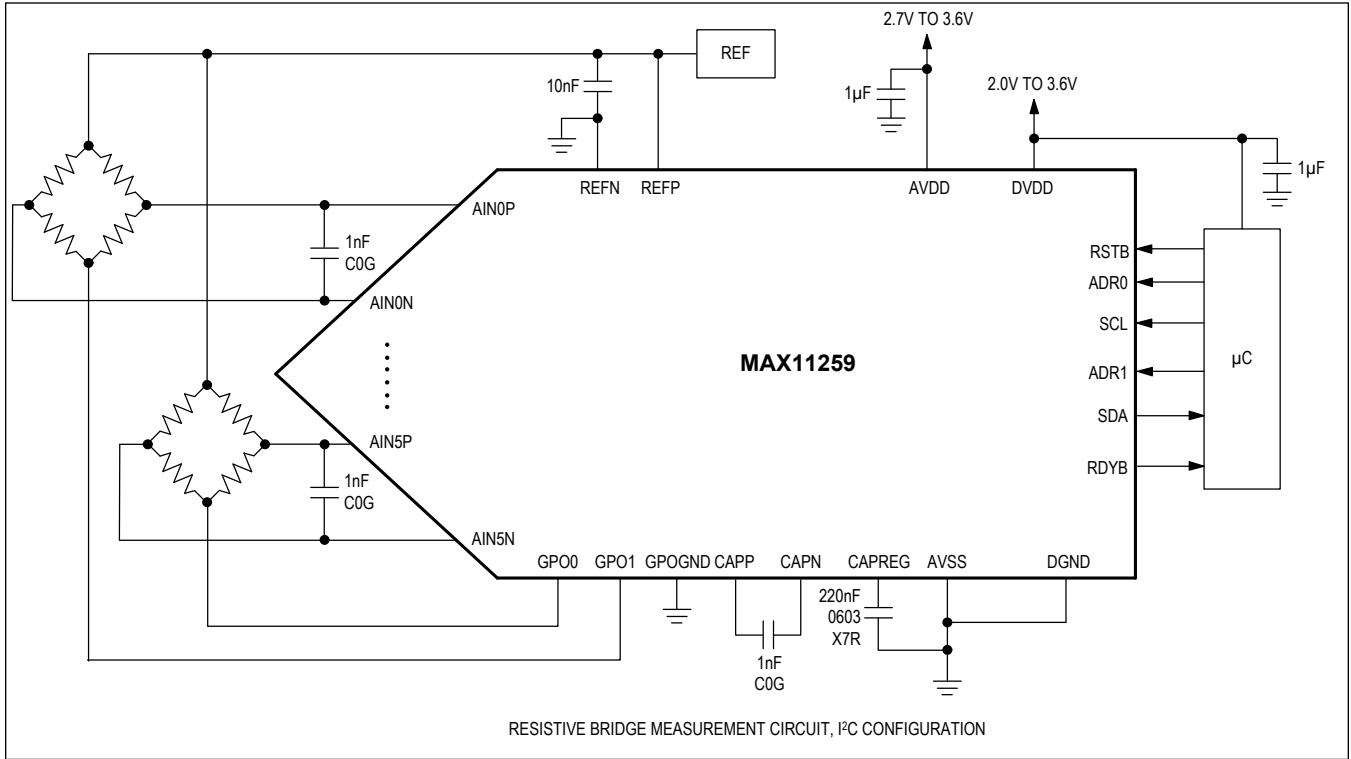 2.7V TO 3.6V
REF
10nF
1µF
2.0V TO 3.6V
1µF
REFN
REFP
AVDD
DVDD
AIN0P
1nF
C0G
AIN0N
RSTB
ADR0
SCL
ADR1
SDA
RDYB
µC
MAX11259
AIN5P
1nF
C0G
AIN5N
GPO0
GPO1
GPOGND
CAPP
CAPN
CAPREG
AVSS
DGND
220nF
0603
X7R
1nF
C0G
RESISTIVE BRIDGE MEASUREMENT CIRCUIT, I²C CONFIGURATION